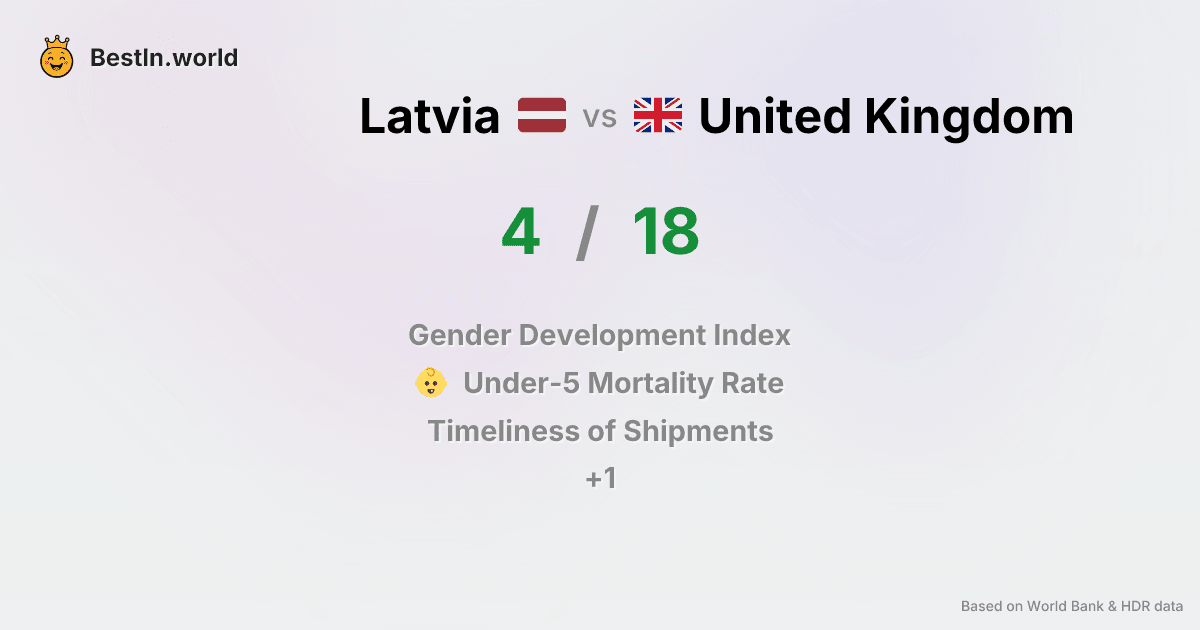 BestIn.world
Latvia vs United Kingdom
4 / 18
Gender Development Index
Under-5 Mortality Rate
Timeliness of Shipments
+1
Based on World Bank & HDR data